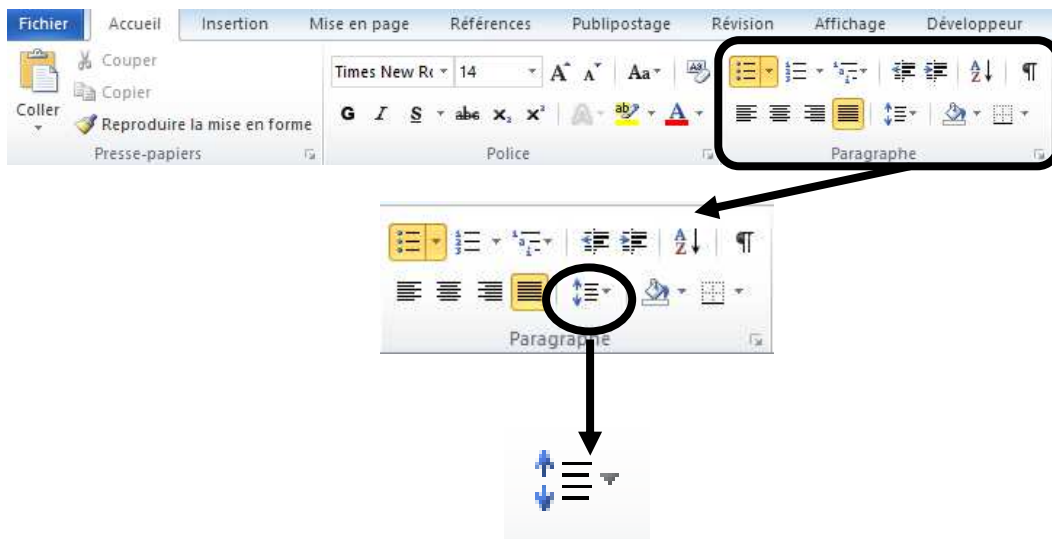 Fichier Accueil Insertion Mise en page Références Publipostage Révision Affichage Développeur
Couper
Copier
Coller
Reproduire la mise en forme
Presse-papiers
Times New Ro 14 A A Aa
G I S abc x₂ x² A ab A
Police
Paragraphe
Paragraphe